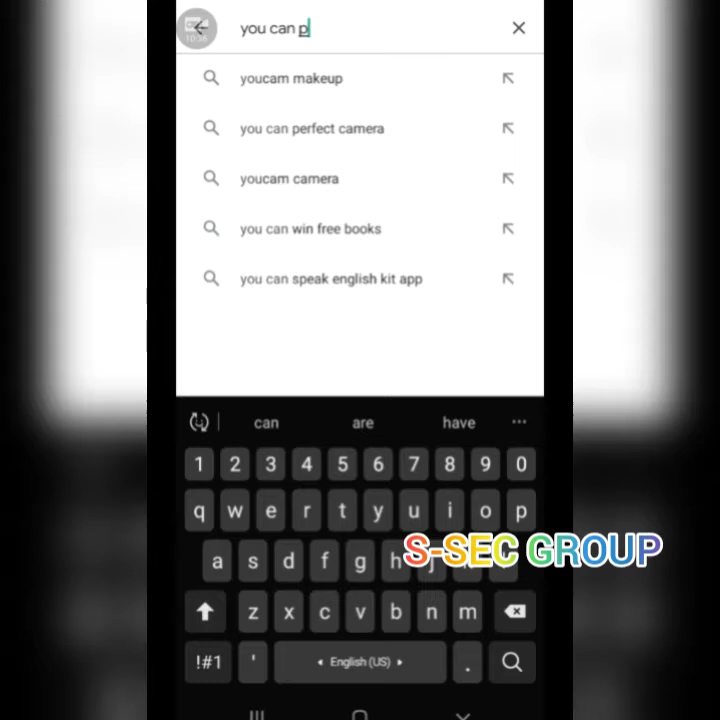 you can p
youcam makeup
you can perfect camera
youcam camera
you can win free books
you can speak english kit app
can are have
1 2 3 4 5 6 7 8 9 0
q w e r t y u i o p
a s d f g h j
S-SEC GROUP
z x c v b n m
!#1 ' English (US) .